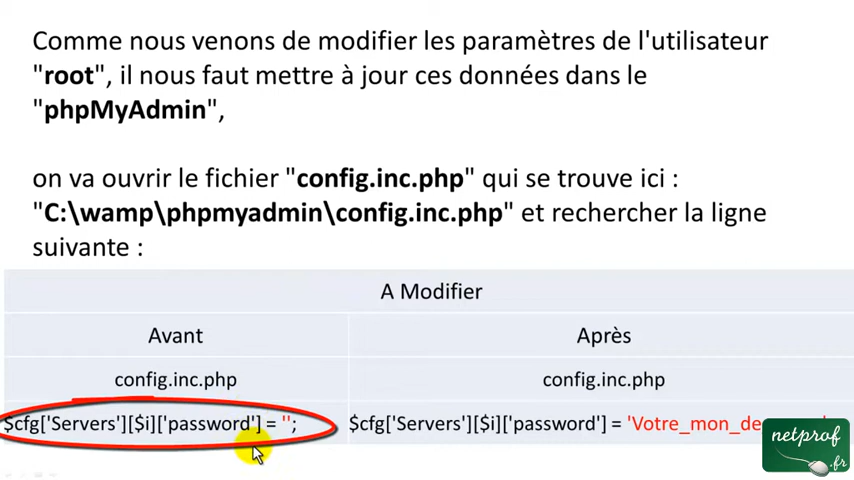 Comme nous venons de modifier les paramètres de l'utilisateur
"root", il nous faut mettre à jour ces données dans le
"phpMyAdmin",
on va ouvrir le fichier "config.inc.php" qui se trouve ici :
"C:\wamp\phpmyadmin\config.inc.php" et rechercher la ligne
suivante :
A Modifier
Avant Après
config.inc.php config.inc.php
$cfg['Servers'][$i]['password'] = ''; $cfg['Servers'][$i]['password'] = 'Votre_mon_de
netprof
.fr